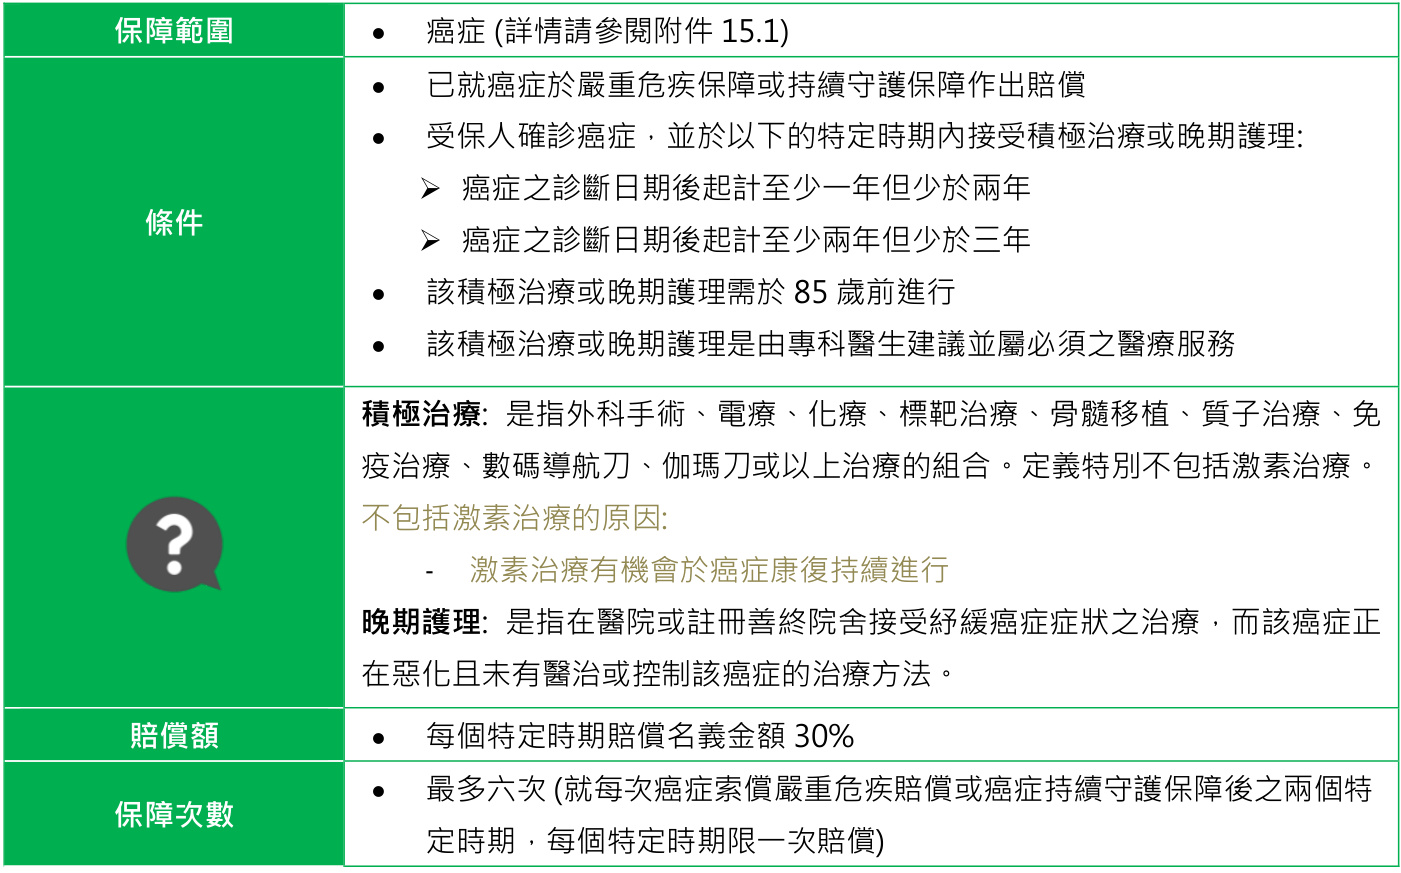 保障範圍
● 癌症 (詳情請參閱附件 15.1)
條件
● 已就癌症於嚴重危疾保障或持續守護保障作出賠償
● 受保人確診癌症，並於以下的特定時期內接受積極治療或晚期護理:
➢ 癌症之診斷日期後起計至少一年但少於兩年
➢ 癌症之診斷日期後起計至少兩年但少於三年
● 該積極治療或晚期護理需於 85 歲前進行
● 該積極治療或晚期護理是由專科醫生建議並屬必須之醫療服務
?
積極治療: 是指外科手術、電療、化療、標靶治療、骨髓移植、質子治療、免
疫治療、數碼導航刀、伽瑪刀或以上治療的組合。定義特別不包括激素治療。
不包括激素治療的原因:
- 激素治療有機會於癌症康復持續進行
晚期護理: 是指在醫院或註冊善終院舍接受紓緩癌症症狀之治療，而該癌症正
在惡化且未有醫治或控制該癌症的治療方法。
賠償額
● 每個特定時期賠償名義金額 30%
保障次數
● 最多六次 (就每次癌症索償嚴重危疾賠償或癌症持續守護保障後之兩個特
定時期，每個特定時期限一次賠償)